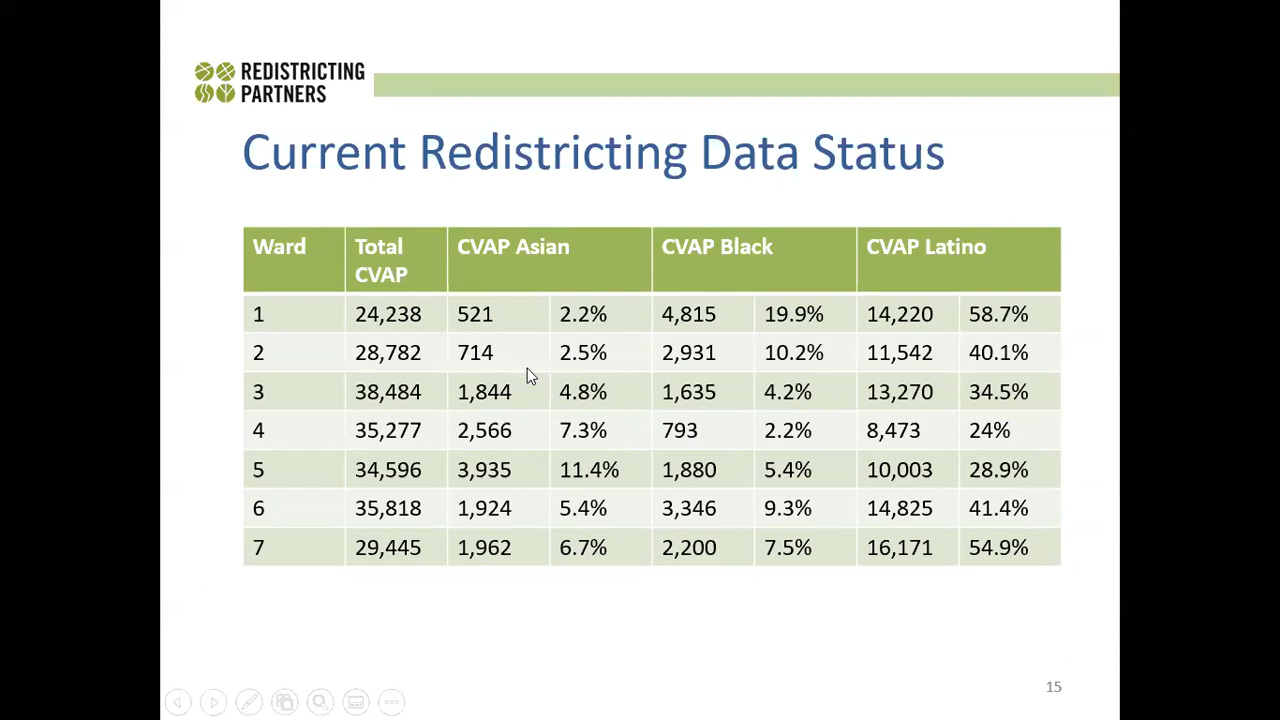 REDISTRICTING
PARTNERS
Current Redistricting Data Status
Ward Total CVAP CVAP Asian CVAP Black CVAP Latino
1 24,238 521 2.2% 4,815 19.9% 14,220 58.7%
2 28,782 714 2.5% 2,931 10.2% 11,542 40.1%
3 38,484 1,844 4.8% 1,635 4.2% 13,270 34.5%
4 35,277 2,566 7.3% 793 2.2% 8,473 24%
5 34,596 3,935 11.4% 1,880 5.4% 10,003 28.9%
6 35,818 1,924 5.4% 3,346 9.3% 14,825 41.4%
7 29,445 1,962 6.7% 2,200 7.5% 16,171 54.9%
15